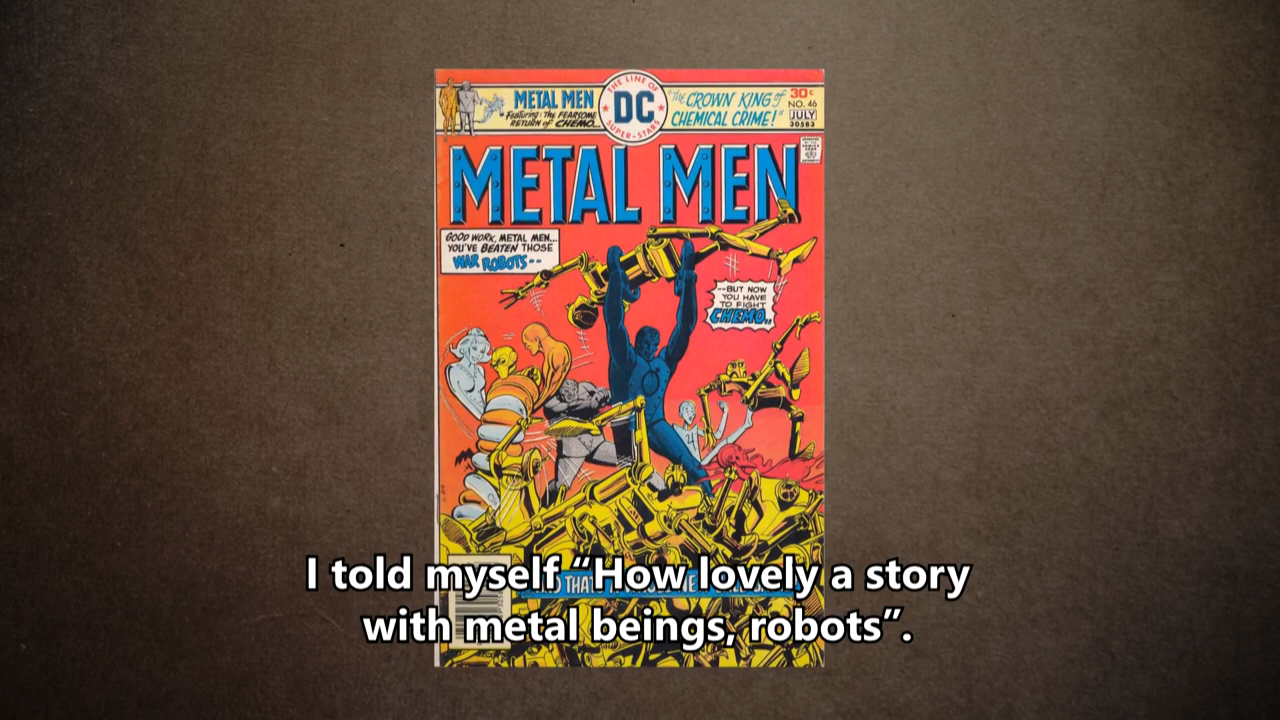 METAL MEN
Featuring: THE FEARSOME
RETURN OF CHEMO...
THE LINE OF
DC
SUPER-STARS
"The CROWN KING of
CHEMICAL CRIME!"
30¢
NO. 46
JULY
30583
METAL MEN
GOOD WORK, METAL MEN...
YOU'VE BEATEN THOSE
WAR ROBOTS--
--BUT NOW
YOU HAVE
TO FIGHT
CHEMO..
I told myself “How lovely a story
with metal beings, robots”.